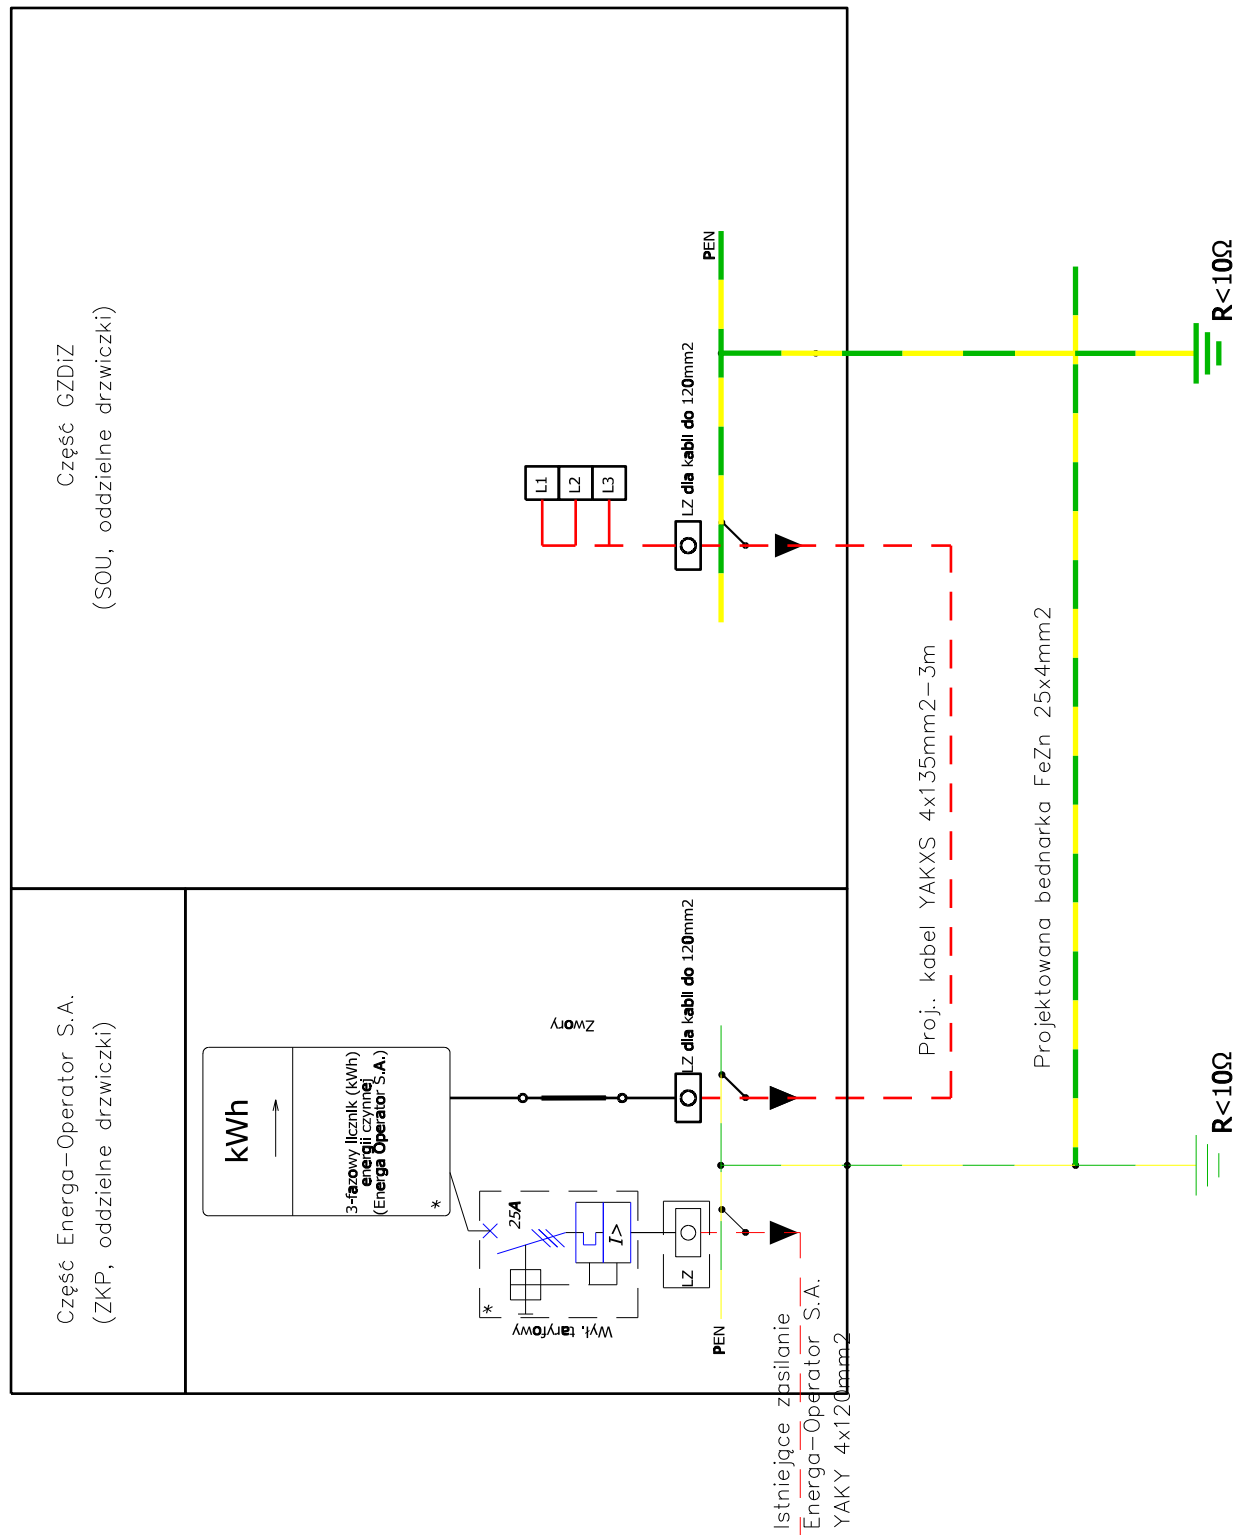 Część Energa-Operator S.A.
(ZKP, oddzielne drzwiczki)
Część GZDiZ
(SOU, oddzielne drzwiczki)
kWh
3-fazowy licznik (kWh)
energii czynnej
(Energa Operator S.A.)
*
Zwory
25A
I>
*
Wył. taryfowy
LZ
LZ dla kabli do 120mm2
PEN
L1
L2
L3
LZ dla kabli do 120mm2
PEN
Istniejące zasilanie
Energa-Operator S.A.
YAKY 4x120mm2
Proj.. kabel YAKXS 4x135mm2-3m
Projektowana bednarka FeZn 25x4mm2
R<10Ω
R<10Ω